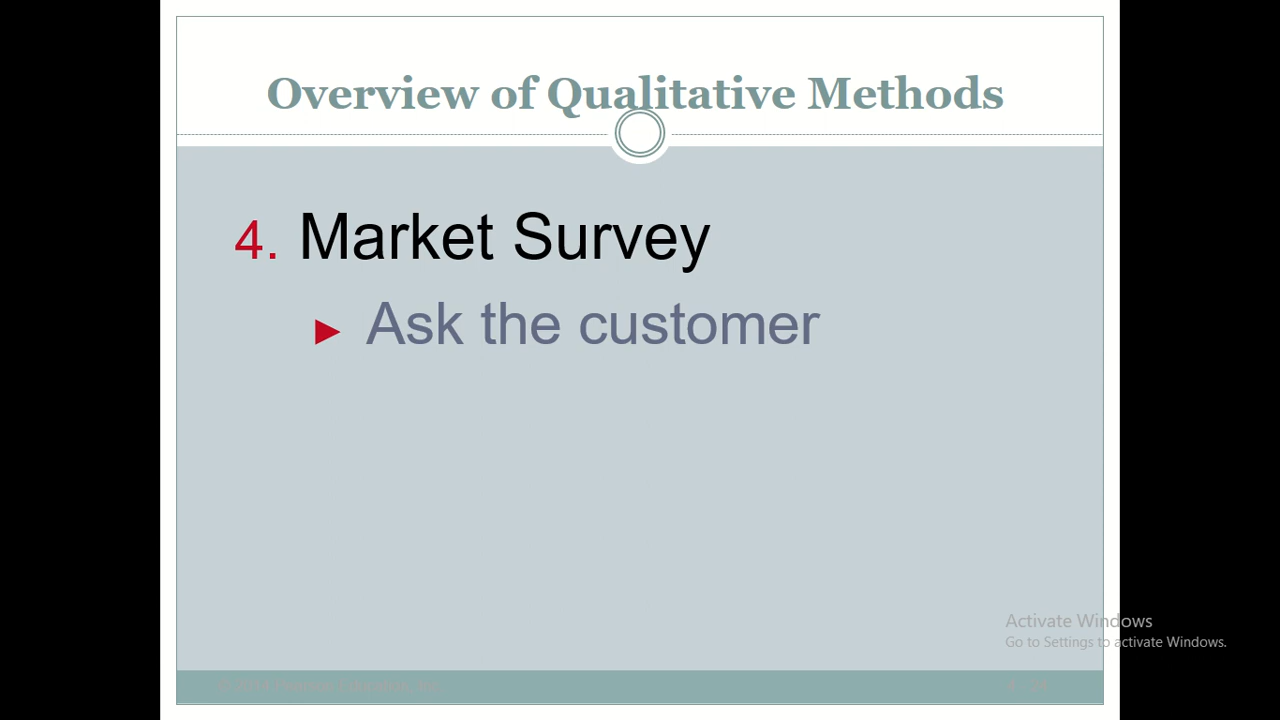 Overview of Qualitative Methods
4. Market Survey
► Ask the customer
Activate Windows
Go to Settings to activate Windows.